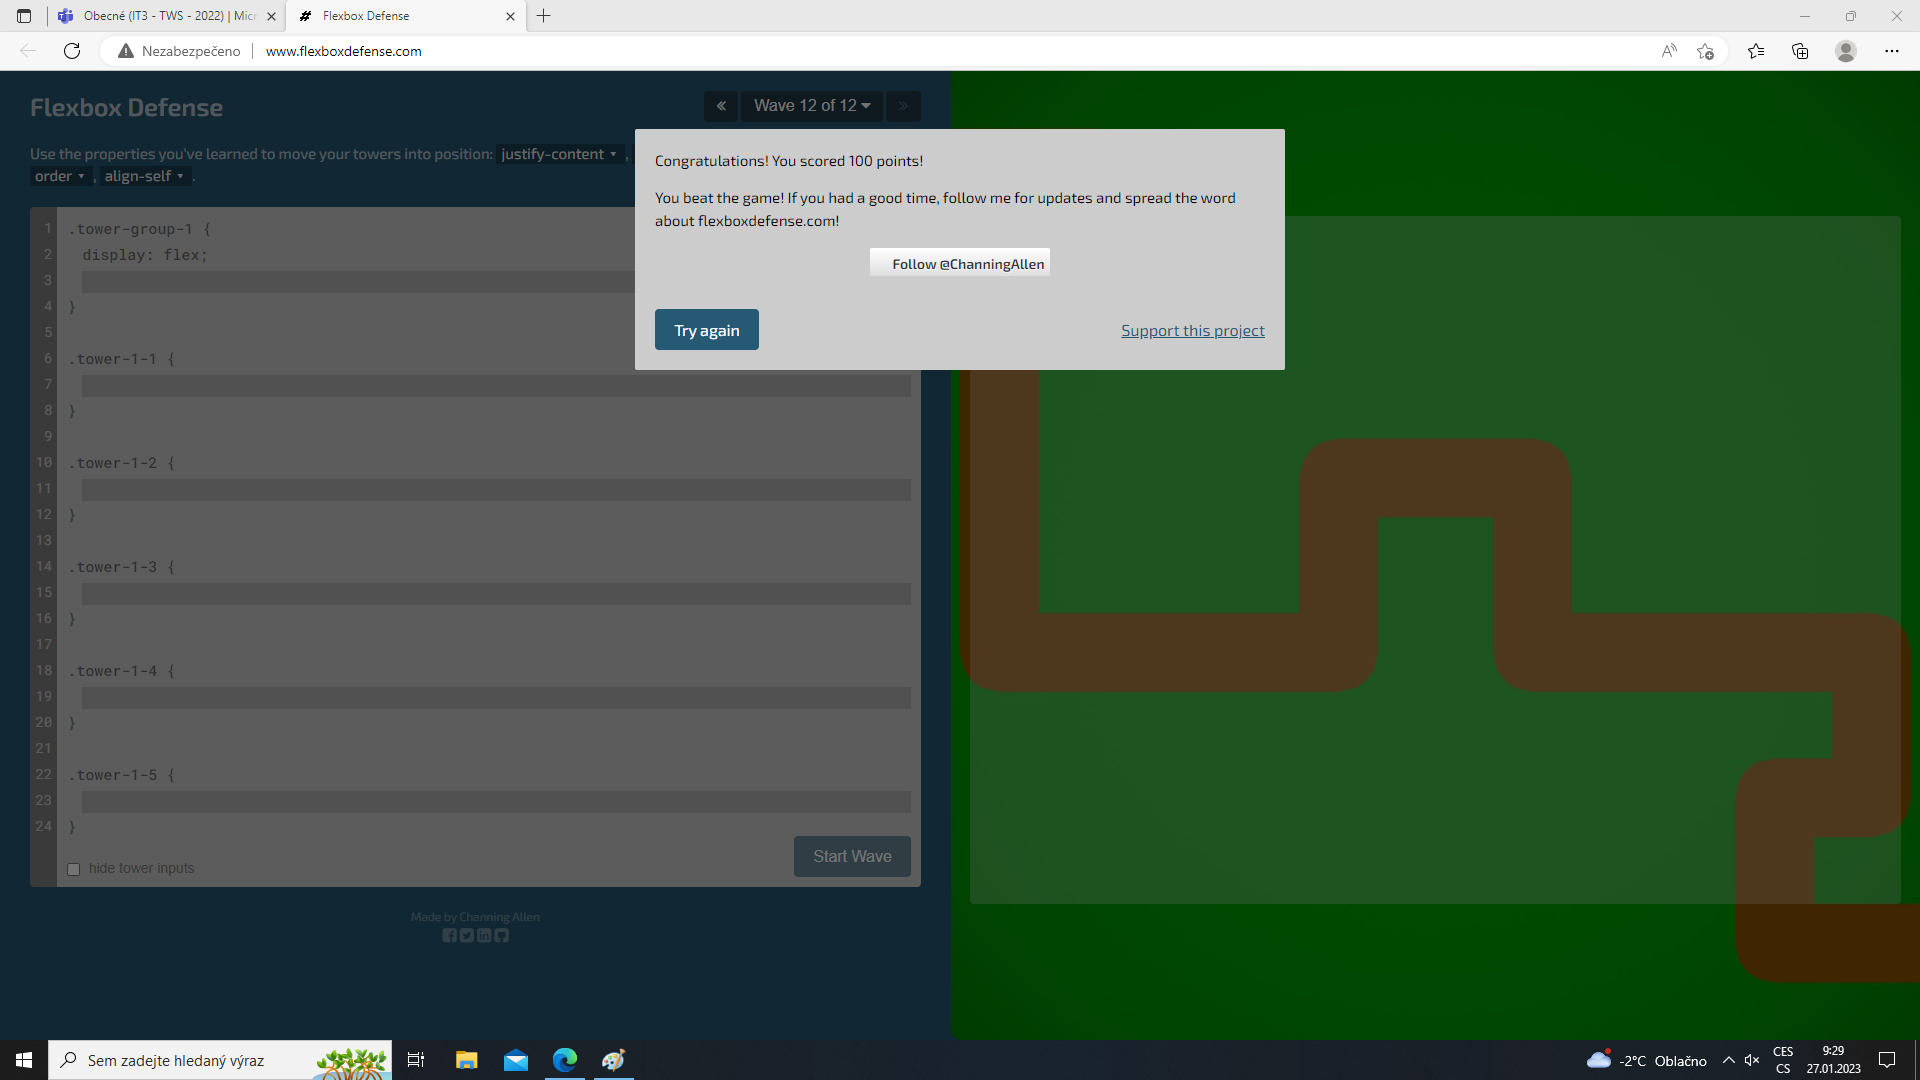 Obecné (IT3 - TWS - 2022) | Micr
Flexbox Defense
Nezabezpečeno
www.flexboxdefense.com
Flexbox Defense
« Wave 12 of 12 »
Use the properties you've learned to move your towers into position: justify-content ,
order , align-self .
Congratulations! You scored 100 points!
You beat the game! If you had a good time, follow me for updates and spread the word
about flexboxdefense.com!
Follow @ChanningAllen
Try again
Support this project
1 .tower-group-1 {
2 display: flex;
3
4 }
5
6 .tower-1-1 {
7
8 }
9
10 .tower-1-2 {
11
12 }
13
14 .tower-1-3 {
15
16 }
17
18 .tower-1-4 {
19
20 }
21
22 .tower-1-5 {
23
24 }
hide tower inputs
Start Wave
Made by Channing Allen
Sem zadejte hledaný výraz
-2°C Oblačno
CES
CS
9:29
27.01.2023